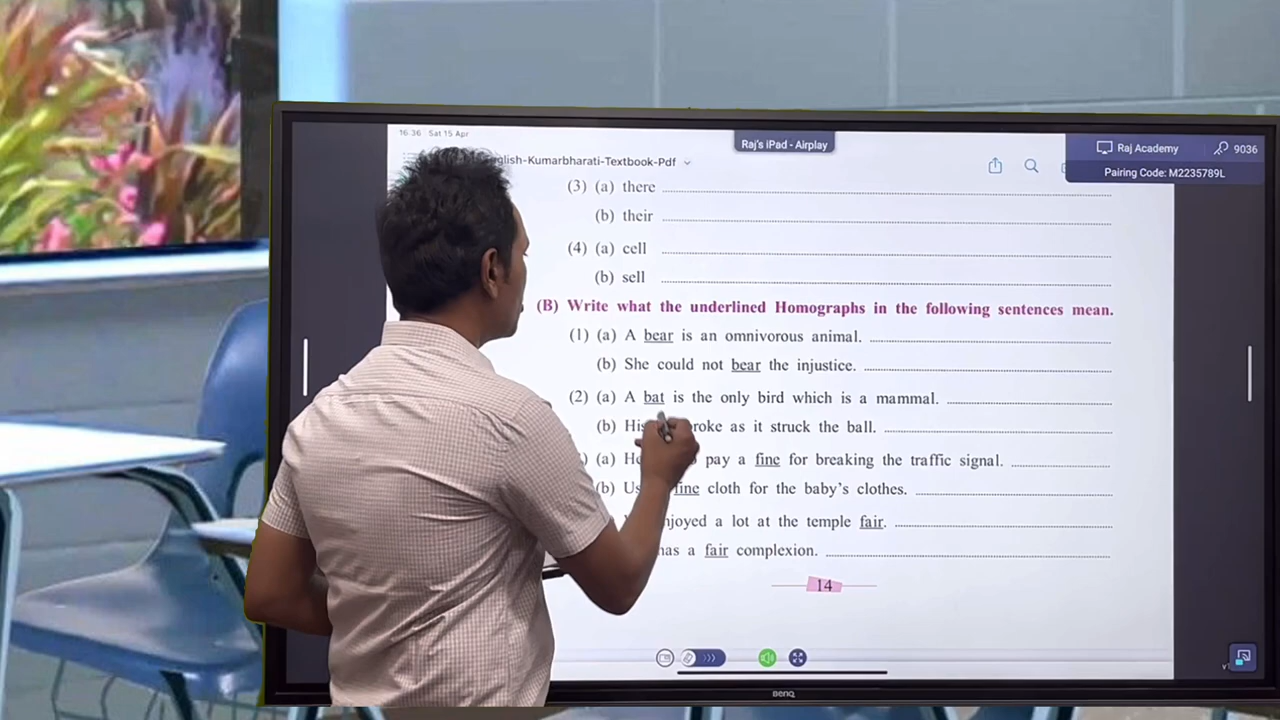 16:36 Sat 15 Apr
Raj's iPad - Airplay
Raj Academy
9036
Pairing Code: M2235789L
glish-Kumarbharati-Textbook-Pdf
(3) (a) there
(b) their
(4) (a) cell
(b) sell
(B) Write what the underlined Homographs in the following sentences mean.
(1) (a) A bear is an omnivorous animal.
(b) She could not bear the injustice.
(2) (a) A bat is the only bird which is a mammal.
(b) His roke as it struck the ball.
(a) pay a fine for breaking the traffic signal.
(b) fine cloth for the baby's clothes.
njoyed a lot at the temple fair.
has a fair complexion.
14
BenQ